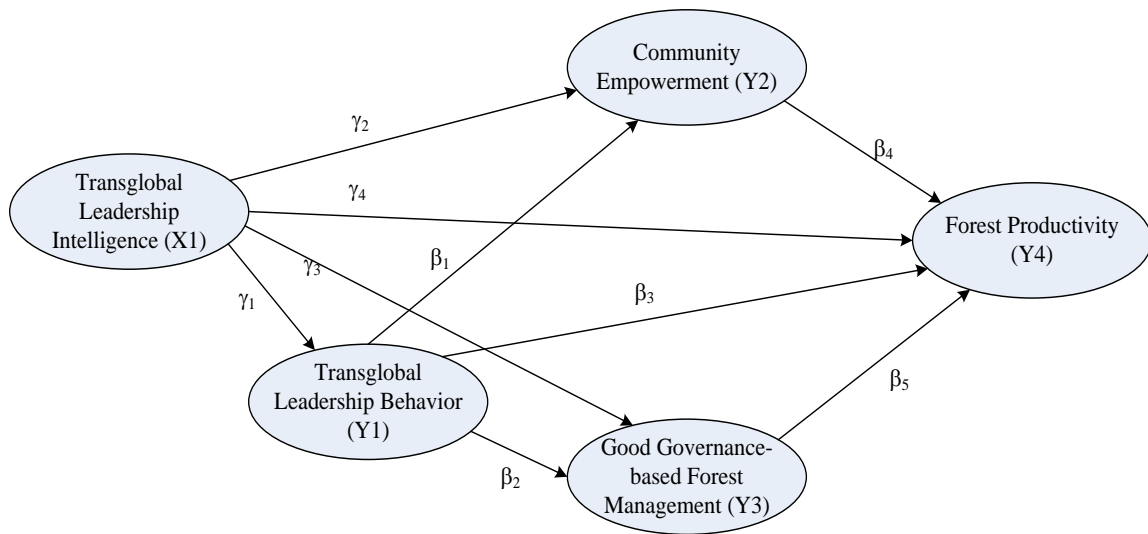 Community
Empowerment (Y2)
γ2
β4
Transglobal
Leadership
Intelligence (X1)
γ4
Forest Productivity
(Y4)
γ3
β1
γ1
β3
Transglobal
Leadership Behavior
(Y1)
β5
Good Governance-
based Forest
Management (Y3)
β2